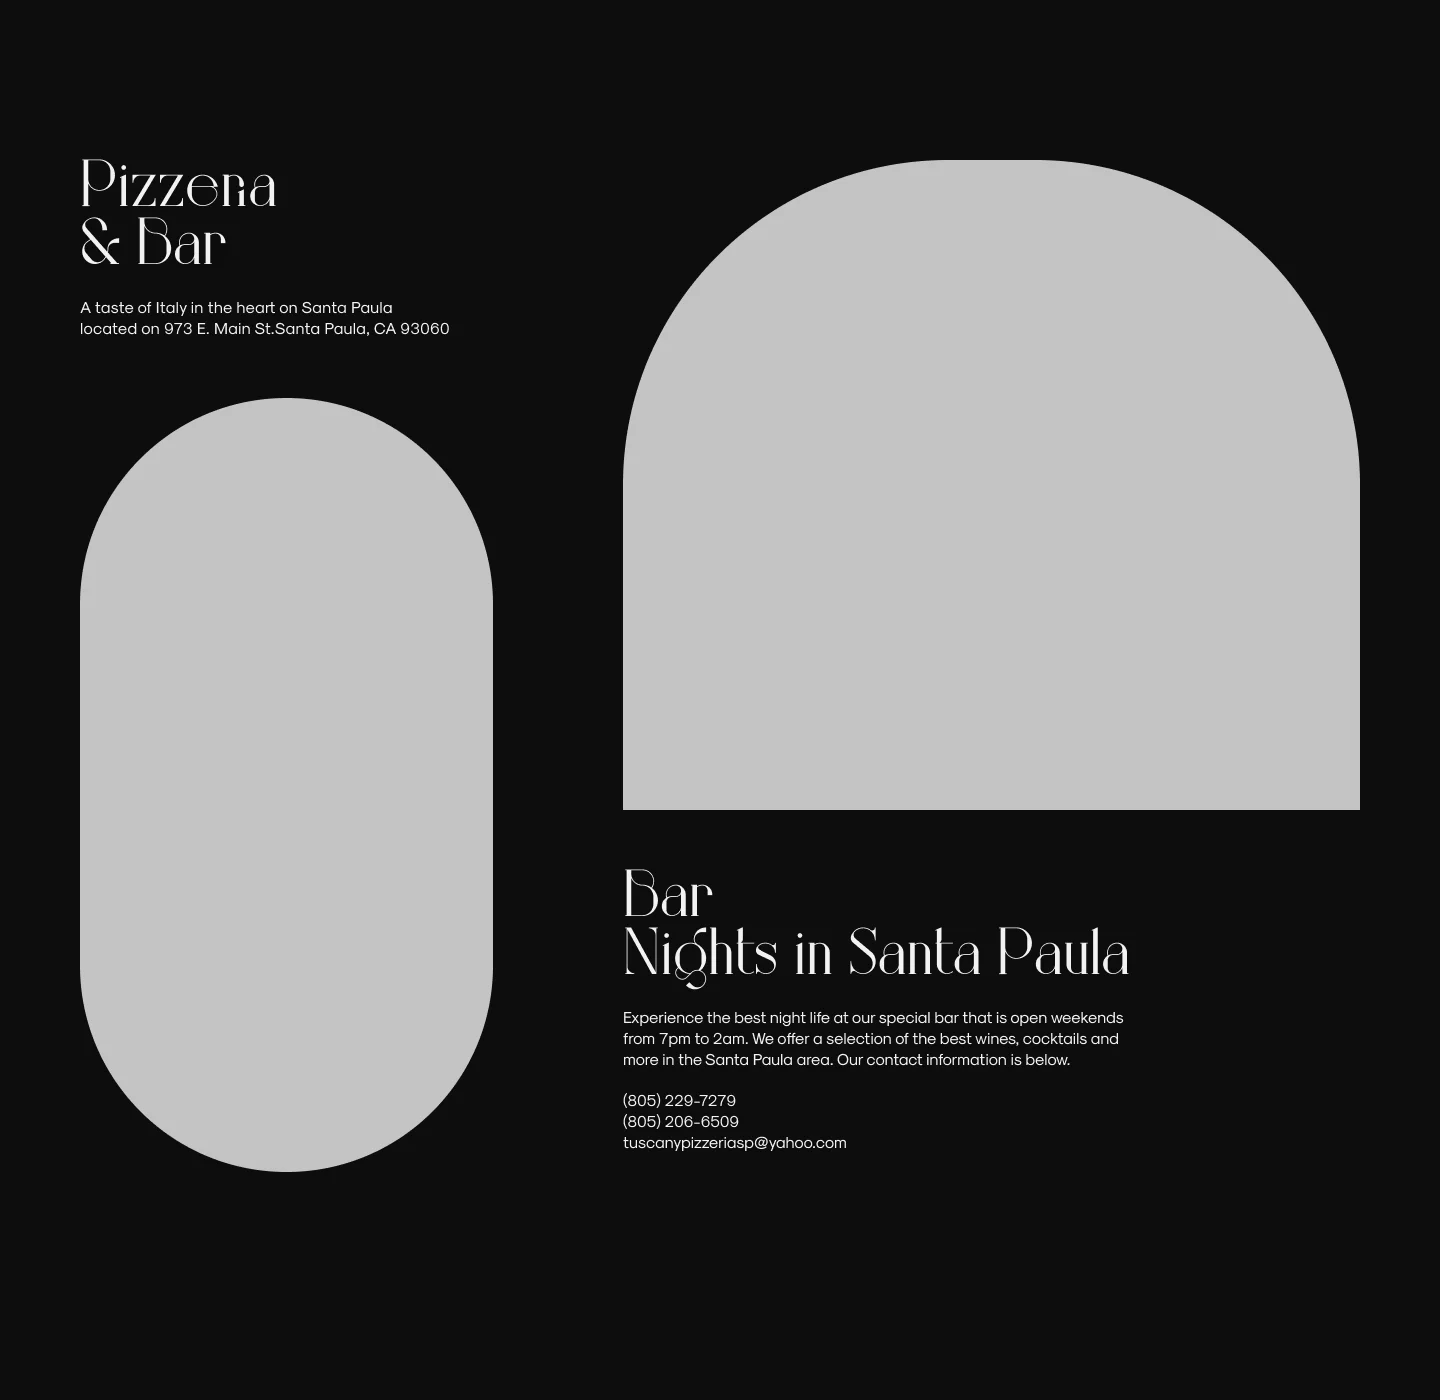 Pizzeria
& Bar
A taste of Italy in the heart on Santa Paula
located on 973 E. Main St.Santa Paula, CA 93060
Bar
Nights in Santa Paula
Experience the best night life at our special bar that is open weekends
from 7pm to 2am. We offer a selection of the best wines, cocktails and
more in the Santa Paula area. Our contact information is below.
(805) 229-7279
(805) 206-6509
tuscanypizzeriasp@yahoo.com